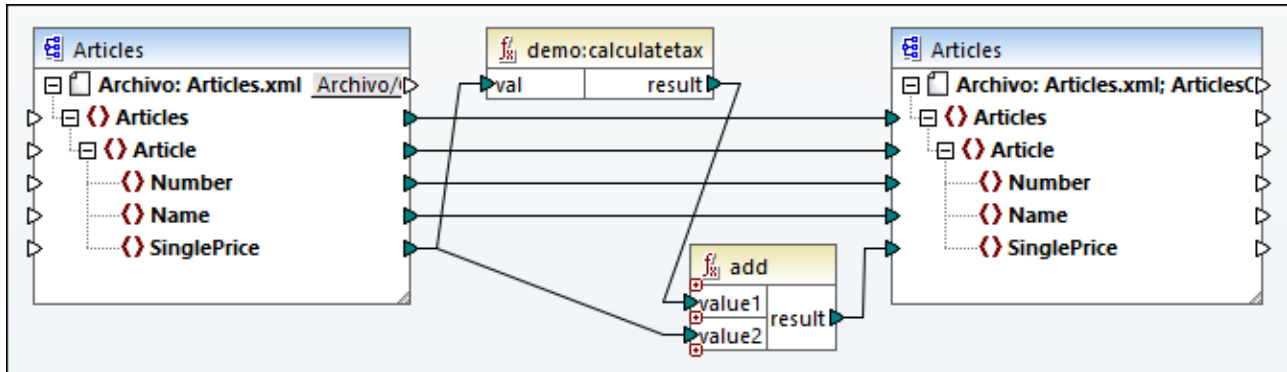 Articles
Archivo: Articles.xml Archivo/
Articles
Article
Number
Name
SinglePrice
demo:calculatetax
val result
add
value1
result
value2
Articles
Archivo: Articles.xml; Articles
Articles
Article
Number
Name
SinglePrice